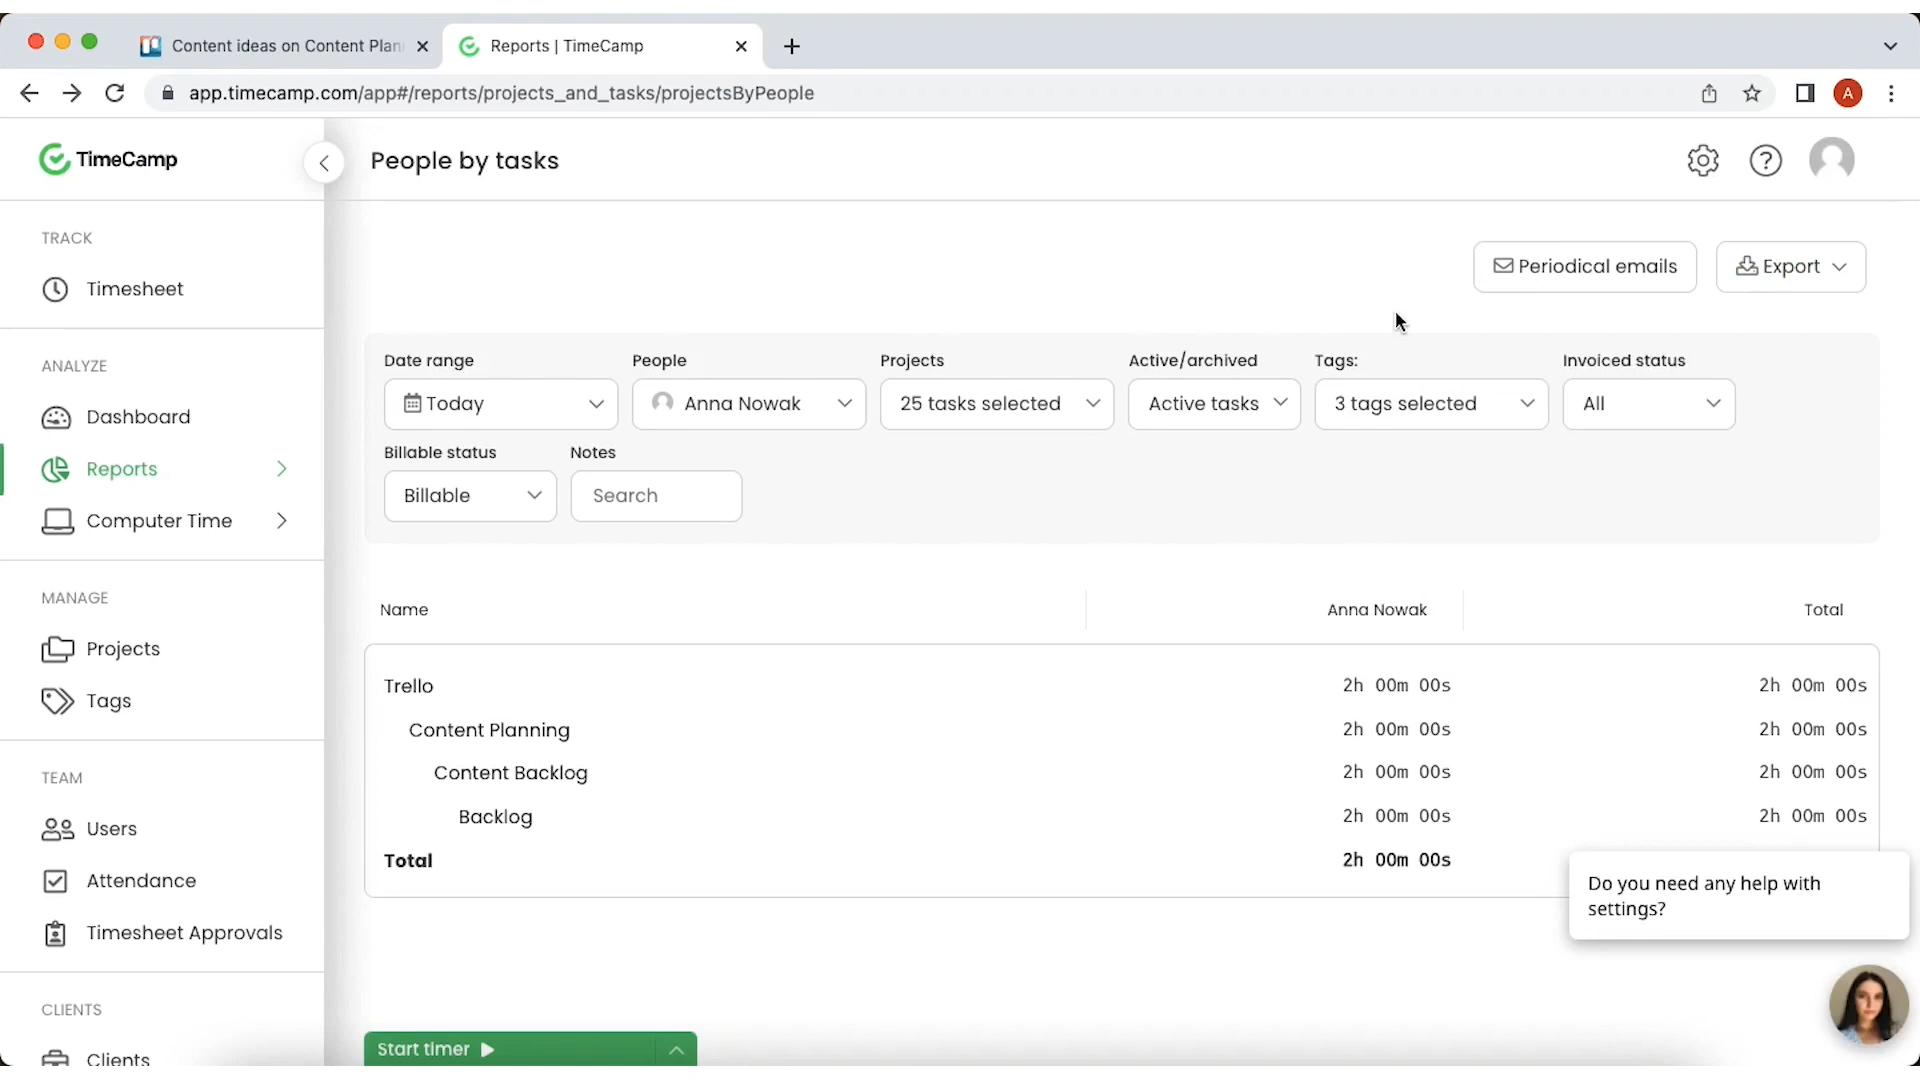 Content ideas on Content Plan
Reports | TimeCamp
app.timecamp.com/app#/reports/projects_and_tasks/projectsByPeople
A
TimeCamp
People by tasks
TRACK
Timesheet
ANALYZE
Dashboard
Reports
Computer Time
MANAGE
Projects
Tags
TEAM
Users
Attendance
Timesheet Approvals
CLIENTS
Clients
Periodical emails
Export
Date range
People
Projects
Active/archived
Tags:
Invoiced status
Today
Anna Nowak
25 tasks selected
Active tasks
3 tags selected
All
Billable status
Notes
Billable
Search
Name
Anna Nowak
Total
Trello 2h 00m 00s 2h 00m 00s
Content Planning 2h 00m 00s 2h 00m 00s
Content Backlog 2h 00m 00s 2h 00m 00s
Backlog 2h 00m 00s 2h 00m 00s
Total 2h 00m 00s
Do you need any help with
settings?
Start timer